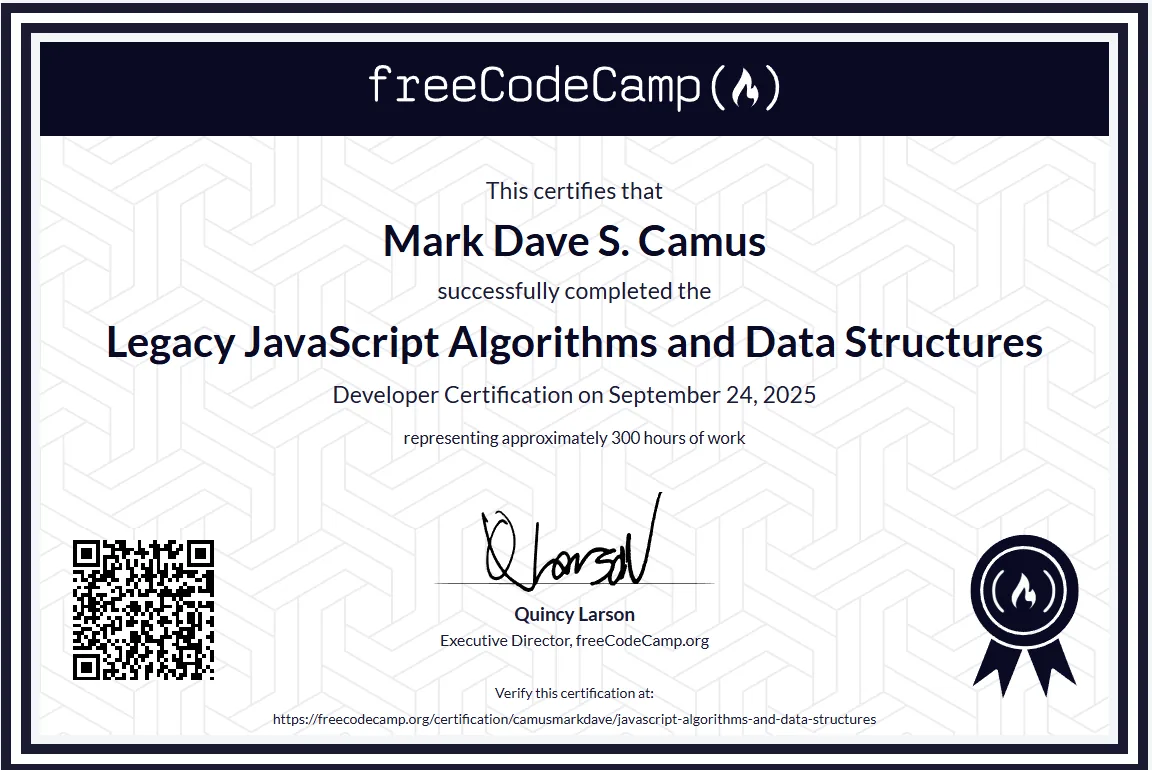 freeCodeCamp
This certifies that
Mark Dave S. Camus
successfully completed the
Legacy JavaScript Algorithms and Data Structures
Developer Certification on September 24, 2025
representing approximately 300 hours of work
QLarson
Quincy Larson
Executive Director, freeCodeCamp.org
Verify this certification at:
https://freecodecamp.org/certification/camusmarkdave/javascript-algorithms-and-data-structures